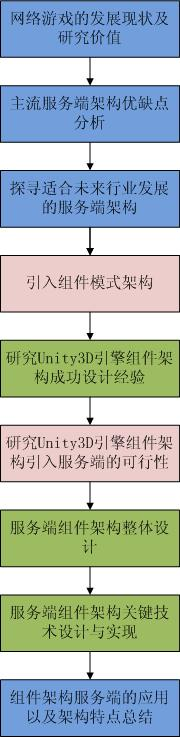 网络游戏的发展现状及
研究价值
主流服务端架构优缺点
分析
探寻适合未来行业发展
的服务端架构
引入组件模式架构
研究Unity3D引擎组件架
构成功设计经验
研究Unity3D引擎组件架
构引入服务端的可行性
服务端组件架构整体设
计
服务端组件架构关键技
术设计与实现
组件架构服务端的应用
以及架构特点总结